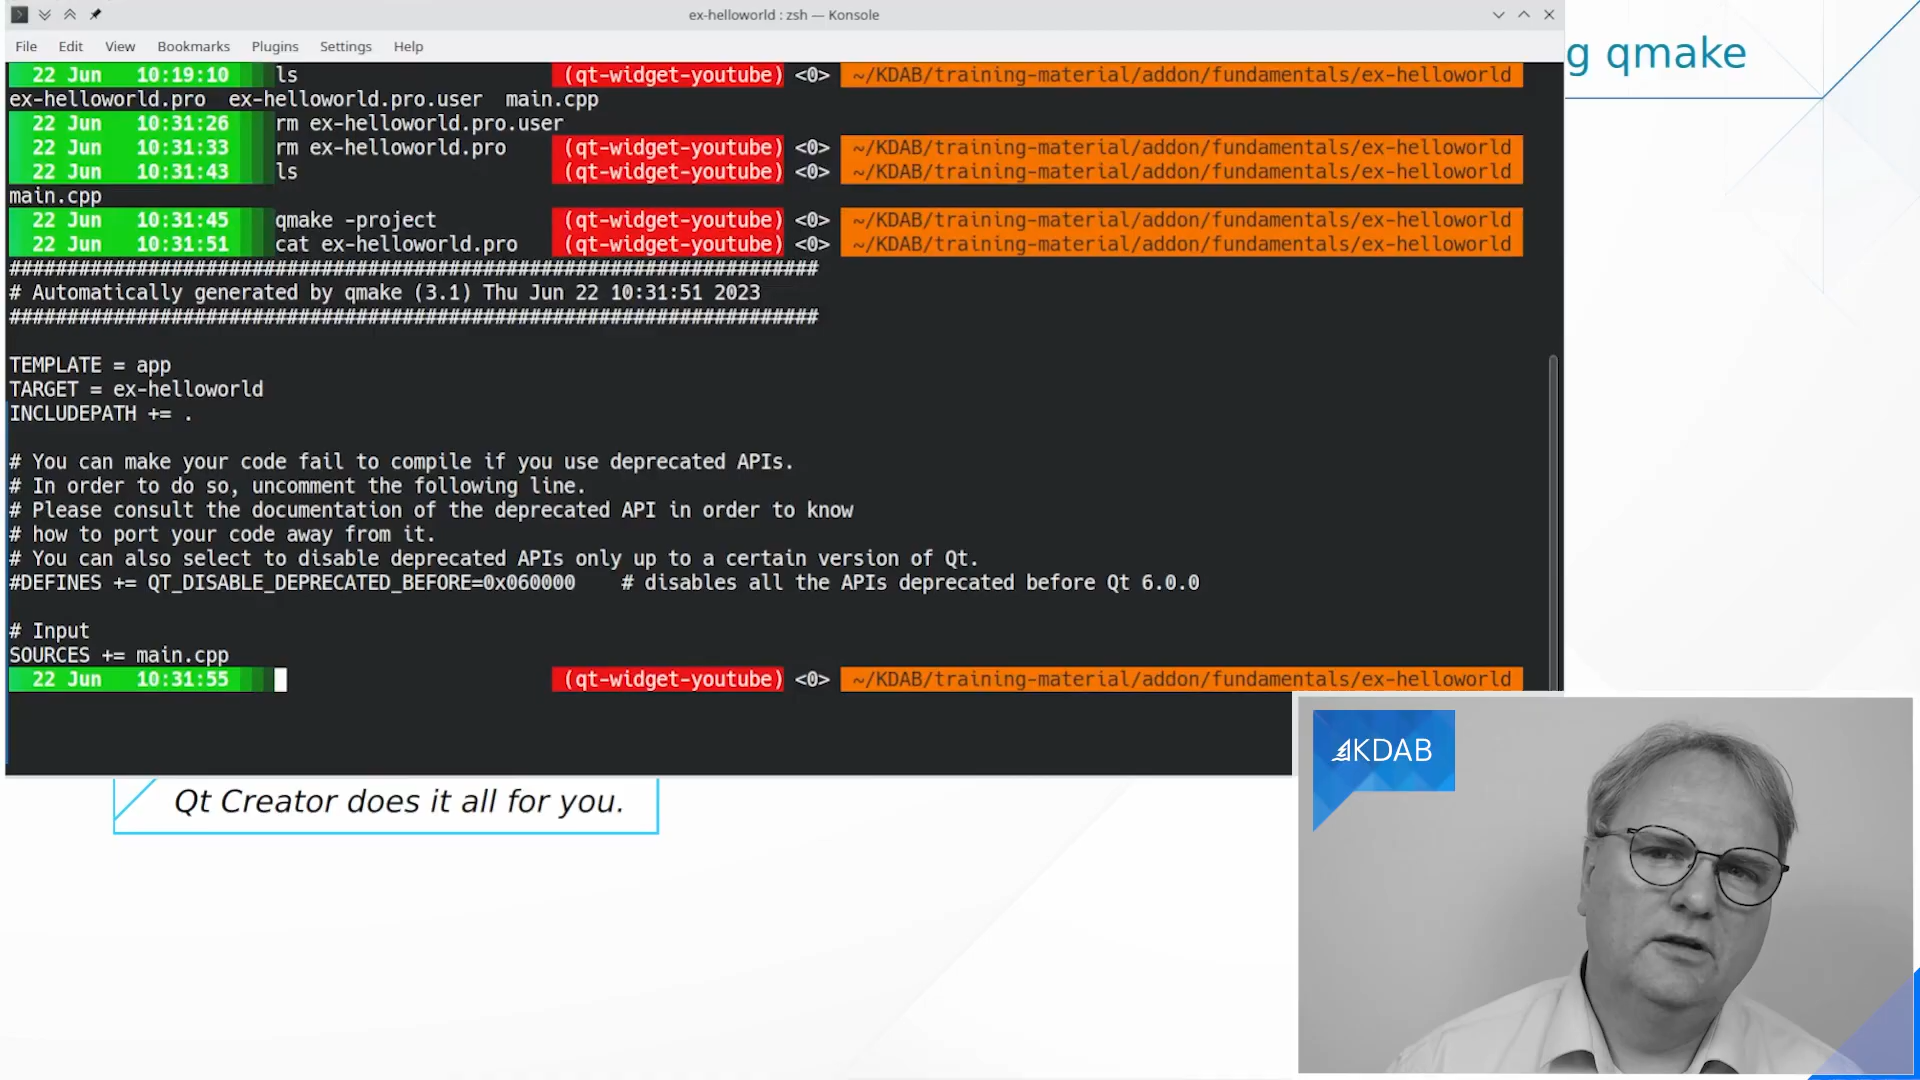 ex-helloworld : zsh — Konsole
File Edit View Bookmarks Plugins Settings Help
g qmake
22 Jun 10:19:10 ls (qt-widget-youtube) <0> ~/KDAB/training-material/addon/fundamentals/ex-helloworld
ex-helloworld.pro ex-helloworld.pro.user main.cpp
22 Jun 10:31:26 rm ex-helloworld.pro.user
22 Jun 10:31:33 rm ex-helloworld.pro (qt-widget-youtube) <0> ~/KDAB/training-material/addon/fundamentals/ex-helloworld
22 Jun 10:31:43 ls (qt-widget-youtube) <0> ~/KDAB/training-material/addon/fundamentals/ex-helloworld
main.cpp
22 Jun 10:31:45 qmake -project (qt-widget-youtube) <0> ~/KDAB/training-material/addon/fundamentals/ex-helloworld
22 Jun 10:31:51 cat ex-helloworld.pro (qt-widget-youtube) <0> ~/KDAB/training-material/addon/fundamentals/ex-helloworld
######################################################################
# Automatically generated by qmake (3.1) Thu Jun 22 10:31:51 2023
######################################################################
TEMPLATE = app
TARGET = ex-helloworld
INCLUDEPATH += .
# You can make your code fail to compile if you use deprecated APIs.
# In order to do so, uncomment the following line.
# Please consult the documentation of the deprecated API in order to know
# how to port your code away from it.
# You can also select to disable deprecated APIs only up to a certain version of Qt.
#DEFINES += QT_DISABLE_DEPRECATED_BEFORE=0x060000 # disables all the APIs deprecated before Qt 6.0.0
# Input
SOURCES += main.cpp
22 Jun 10:31:55 (qt-widget-youtube) <0> ~/KDAB/training-material/addon/fundamentals/ex-helloworld
KDAB
Qt Creator does it all for you.